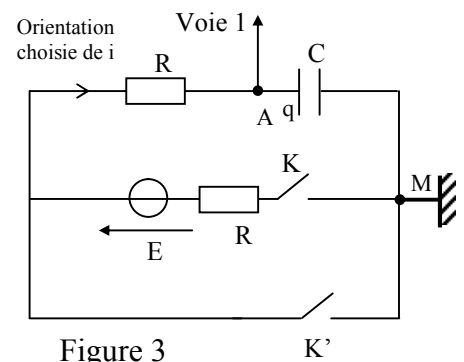 Orientation
choisie de i
Voie 1
R
C
A
q
K
M
R
E
Figure 3
K'